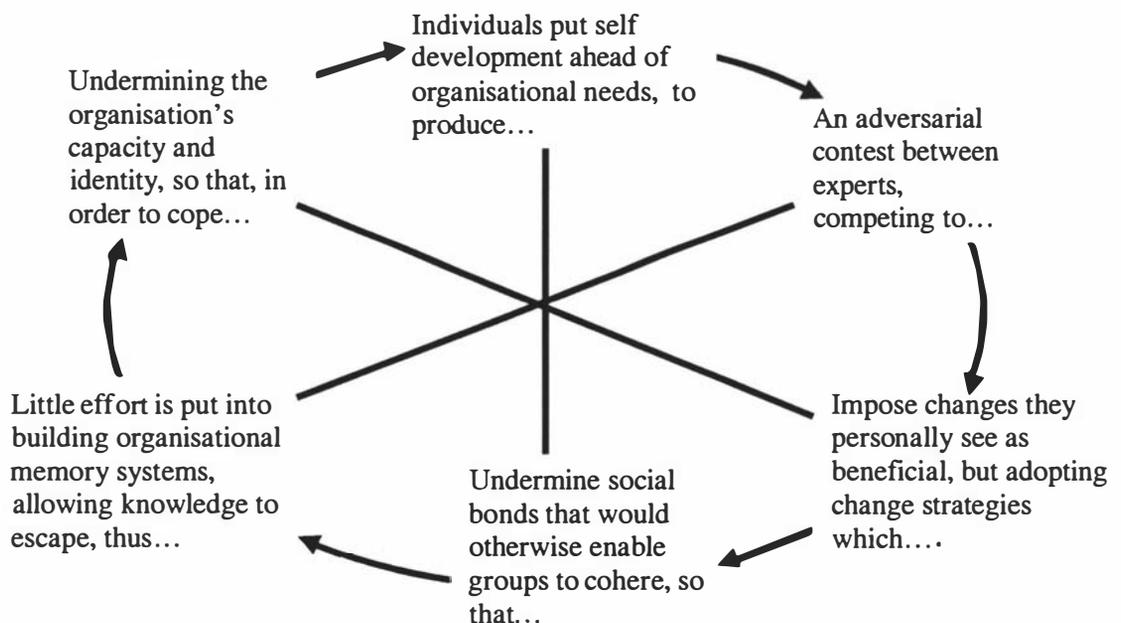 Individuals put self
development ahead of
organisational needs, to
produce…
An adversarial
contest between
experts,
competing to…
Impose changes they
personally see as
beneficial, but adopting
change strategies
which….
Undermine social
bonds that would
otherwise enable
groups to cohere, so
that…
Little effort is put into
building organisational
memory systems,
allowing knowledge to
escape, thus…
Undermining the
organisation's
capacity and
identity, so that, in
order to cope…